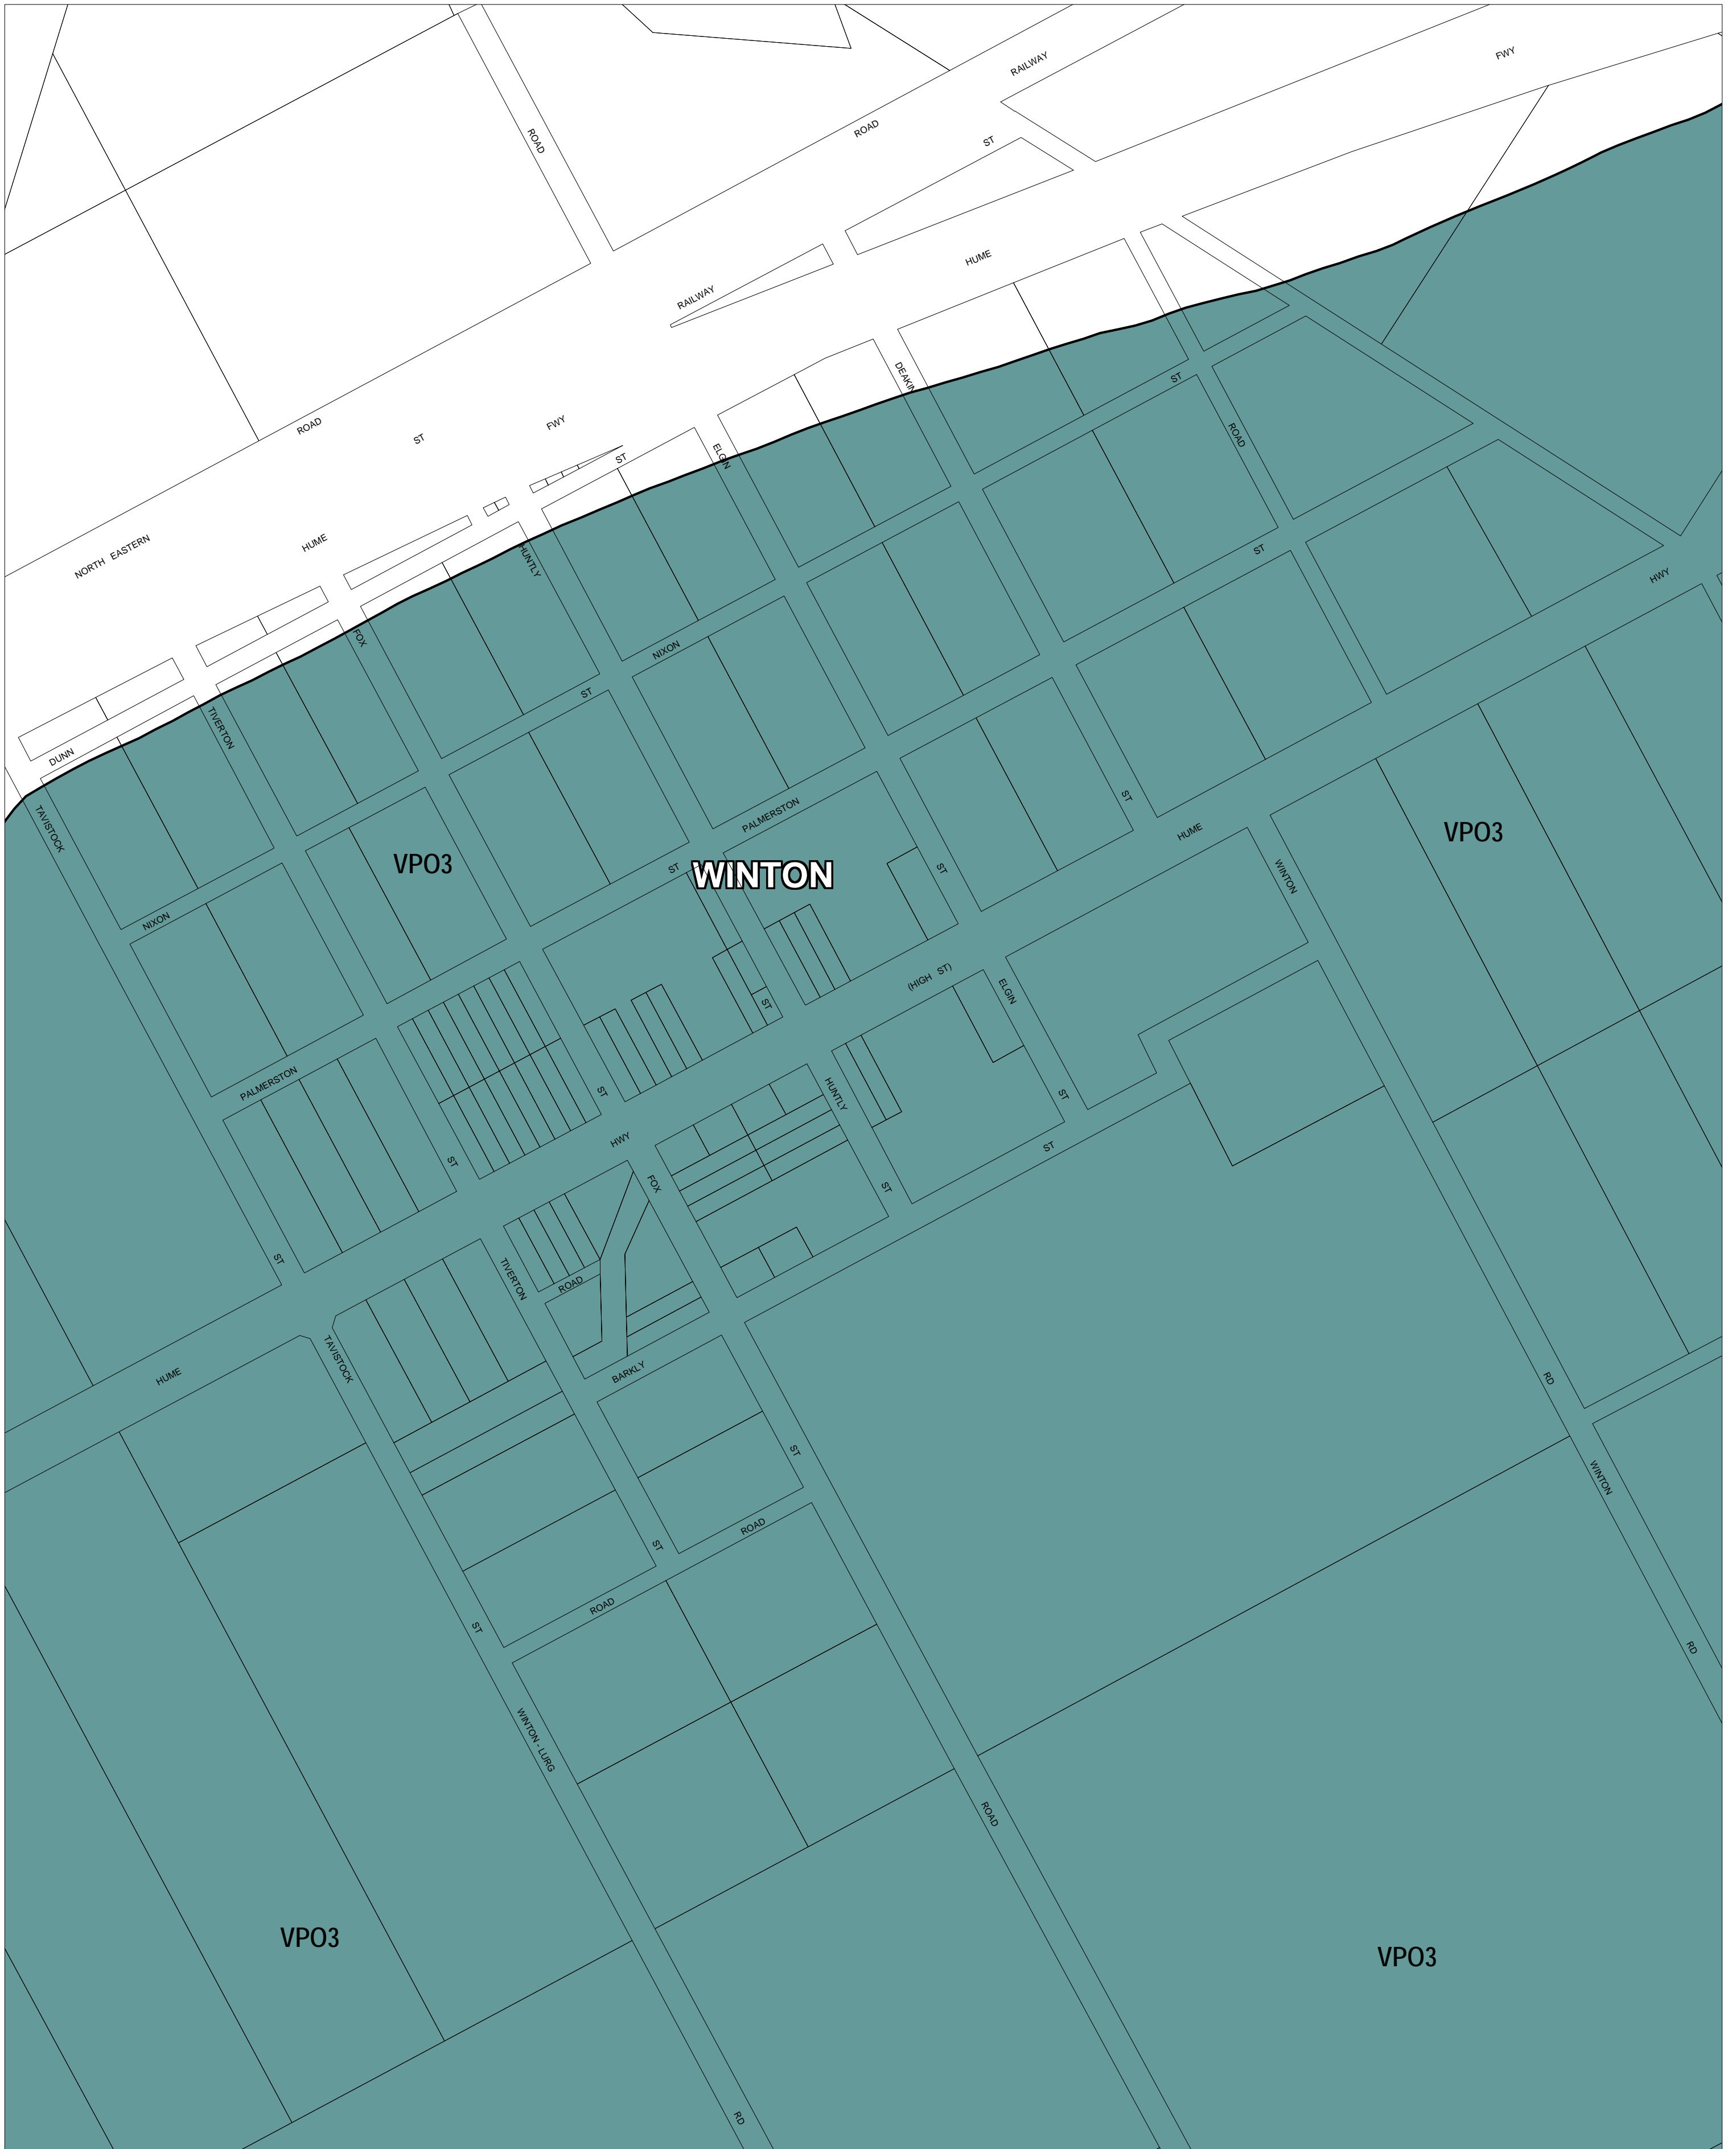 FWY
RAILWAY
ROAD
ROAD
ST
HUME
RAILWAY
DEAKIN
ST
ROAD
ROAD
ST
FWY
ELGIN
ST
HUME
NORTH EASTERN
HUNTLY
ST
HWY
FOX
NIXON
ST
TIVERTON
DUNN
TAVISTOCK
ST
PALMERSTON
HUME
VPO3
VPO3
ST
WINTON
ST
WINTON
NIXON
(HIGH ST)
ELGIN
ST
PALMERSTON
ST
HUNTLY
ST
HWY
ST
ST
FOX
ST
ST
TIVERTON
ROAD
TAVISTOCK
HUME
BARKLY
RD
ST
WINTON
ROAD
ST
ROAD
ST
RD
WINTON - LURG
ROAD
VPO3
VPO3
RD